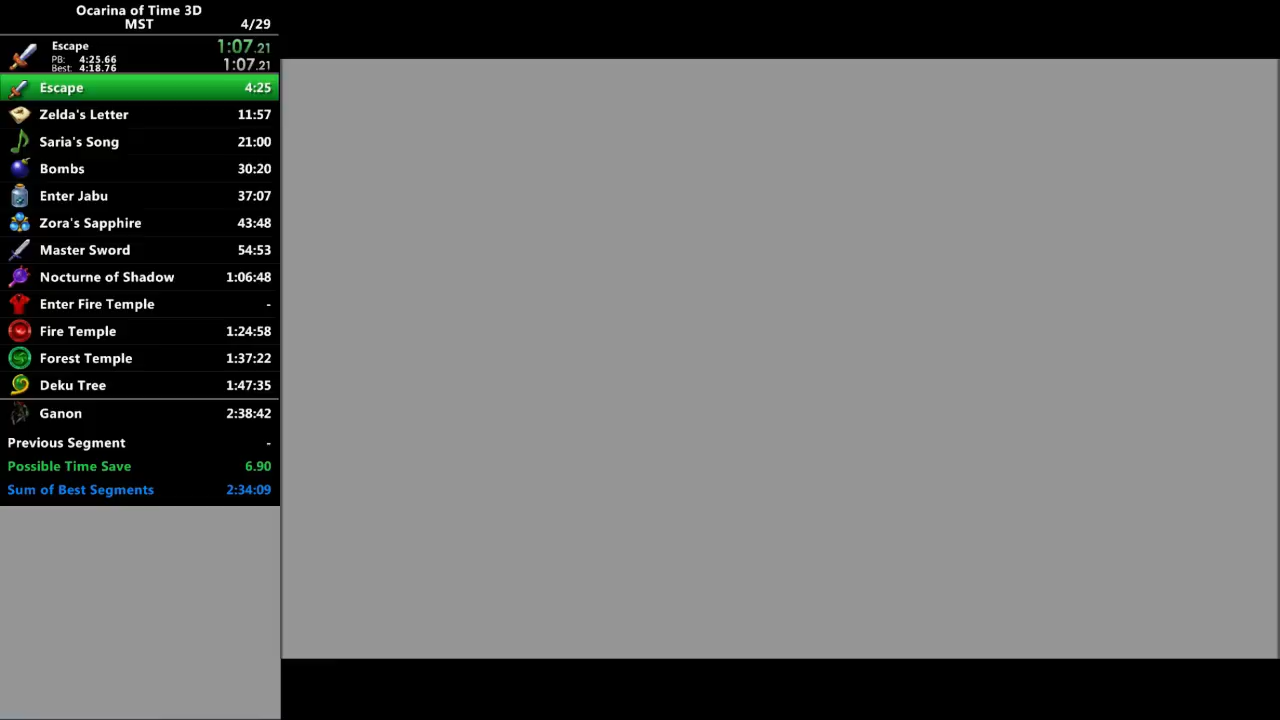 Ocarina of Time 3D
MST 4/29
Escape 1:07.21
PB: 4:25.66 1:07.21
Best: 4:18.76
Escape 4:25
Zelda's Letter 11:57
Saria's Song 21:00
Bombs 30:20
Enter Jabu 37:07
Zora's Sapphire 43:48
Master Sword 54:53
Nocturne of Shadow 1:06:48
Enter Fire Temple -
Fire Temple 1:24:58
Forest Temple 1:37:22
Deku Tree 1:47:35
Ganon 2:38:42
Previous Segment -
Possible Time Save 6.90
Sum of Best Segments 2:34:09